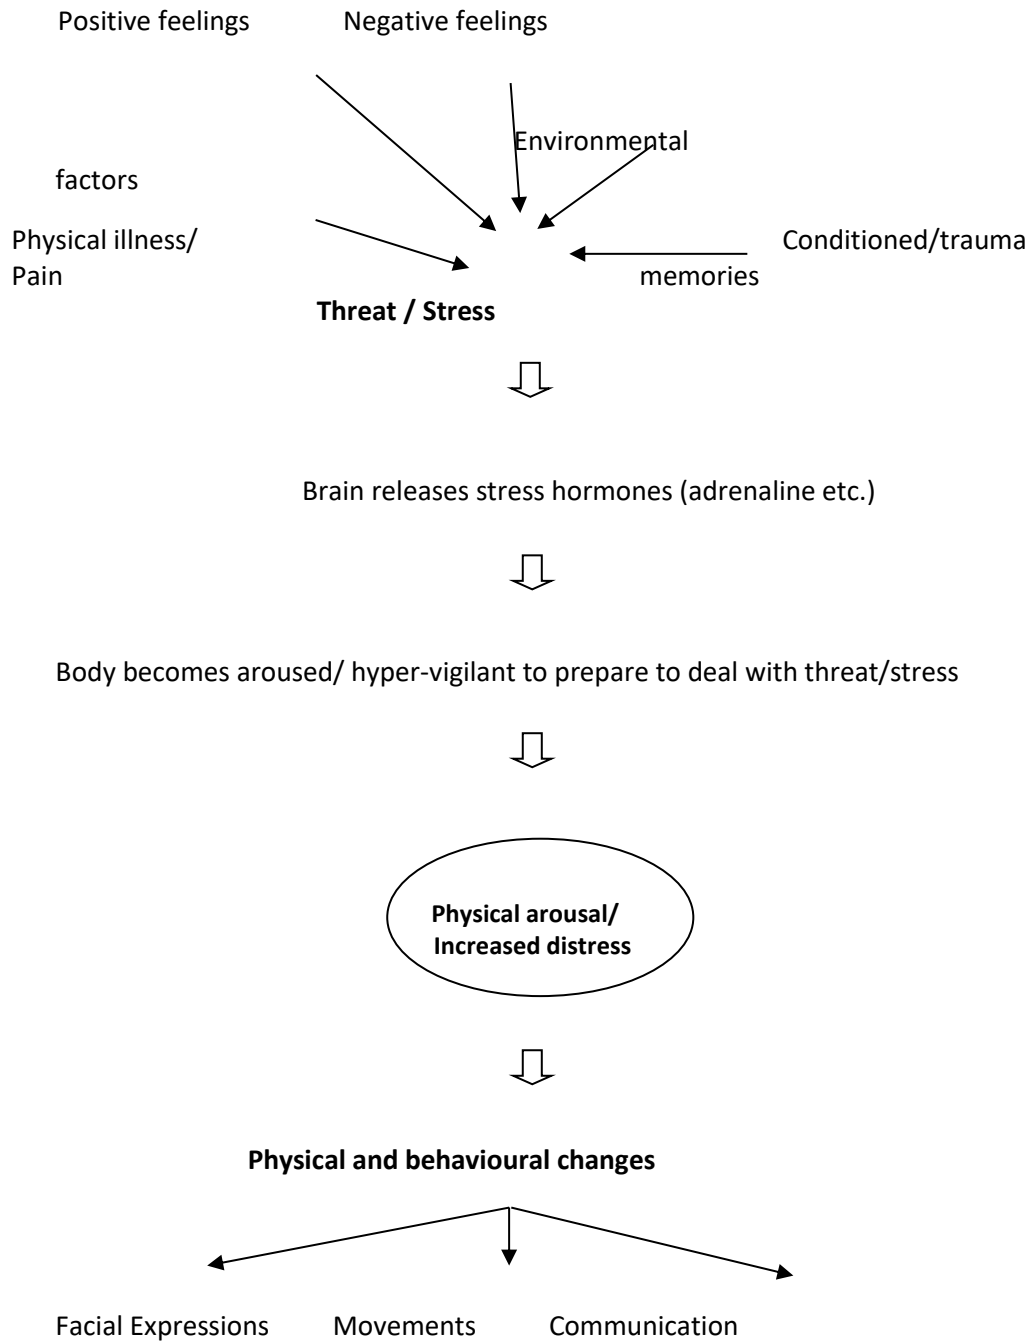 Positive feelings Negative feelings
Environmental
factors
Physical illness/ Conditioned/trauma
Pain memories
Threat / Stress
Brain releases stress hormones (adrenaline etc.)
Body becomes aroused/ hyper-vigilant to prepare to deal with threat/stress
Physical arousal/
Increased distress
Physical and behavioural changes
Facial Expressions Movements Communication